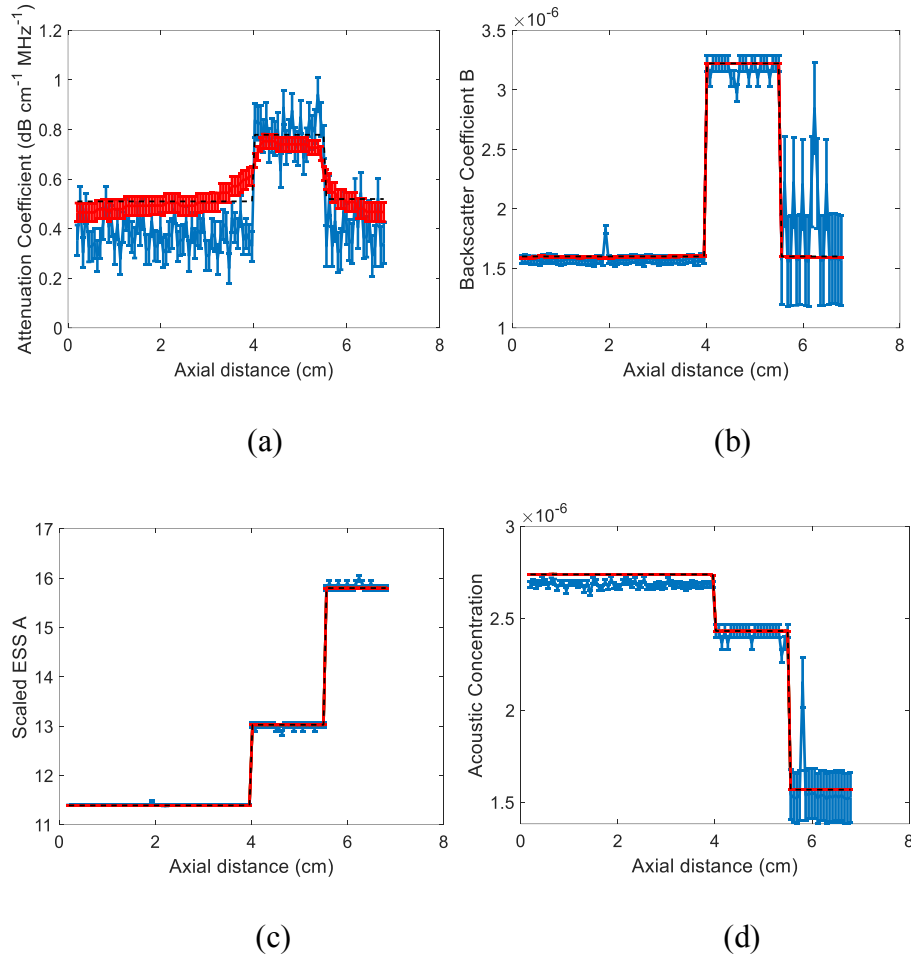 1.2
1
0.8
0.6
0.4
0.2
0
0 2 4 6 8
Attenuation Coefficient (dB cm⁻¹ MHz⁻¹)
Axial distance (cm)
(a)
×10⁻⁶
3.5
3
2.5
2
1.5
1
0 2 4 6 8
Backscatter Coefficient B
Axial distance (cm)
(b)
17
16
15
14
13
12
11
0 2 4 6 8
Scaled ESS A
Axial distance (cm)
(c)
×10⁻⁶
3
2.5
2
1.5
0 2 4 6 8
Acoustic Concentration
Axial distance (cm)
(d)